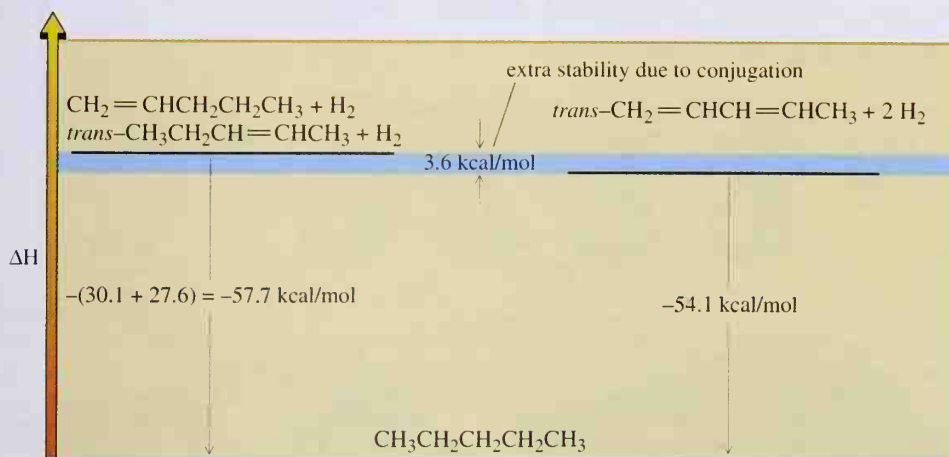 extra stability due to conjugation
CH₂=CHCH₂CH₂CH₃ + H₂
trans–CH₃CH₂CH=CHCH₃ + H₂
trans–CH₂=CHCH=CHCH₃ + 2 H₂
3.6 kcal/mol
ΔH
–(30.1 + 27.6) = –57.7 kcal/mol
–54.1 kcal/mol
CH₃CH₂CH₂CH₂CH₃